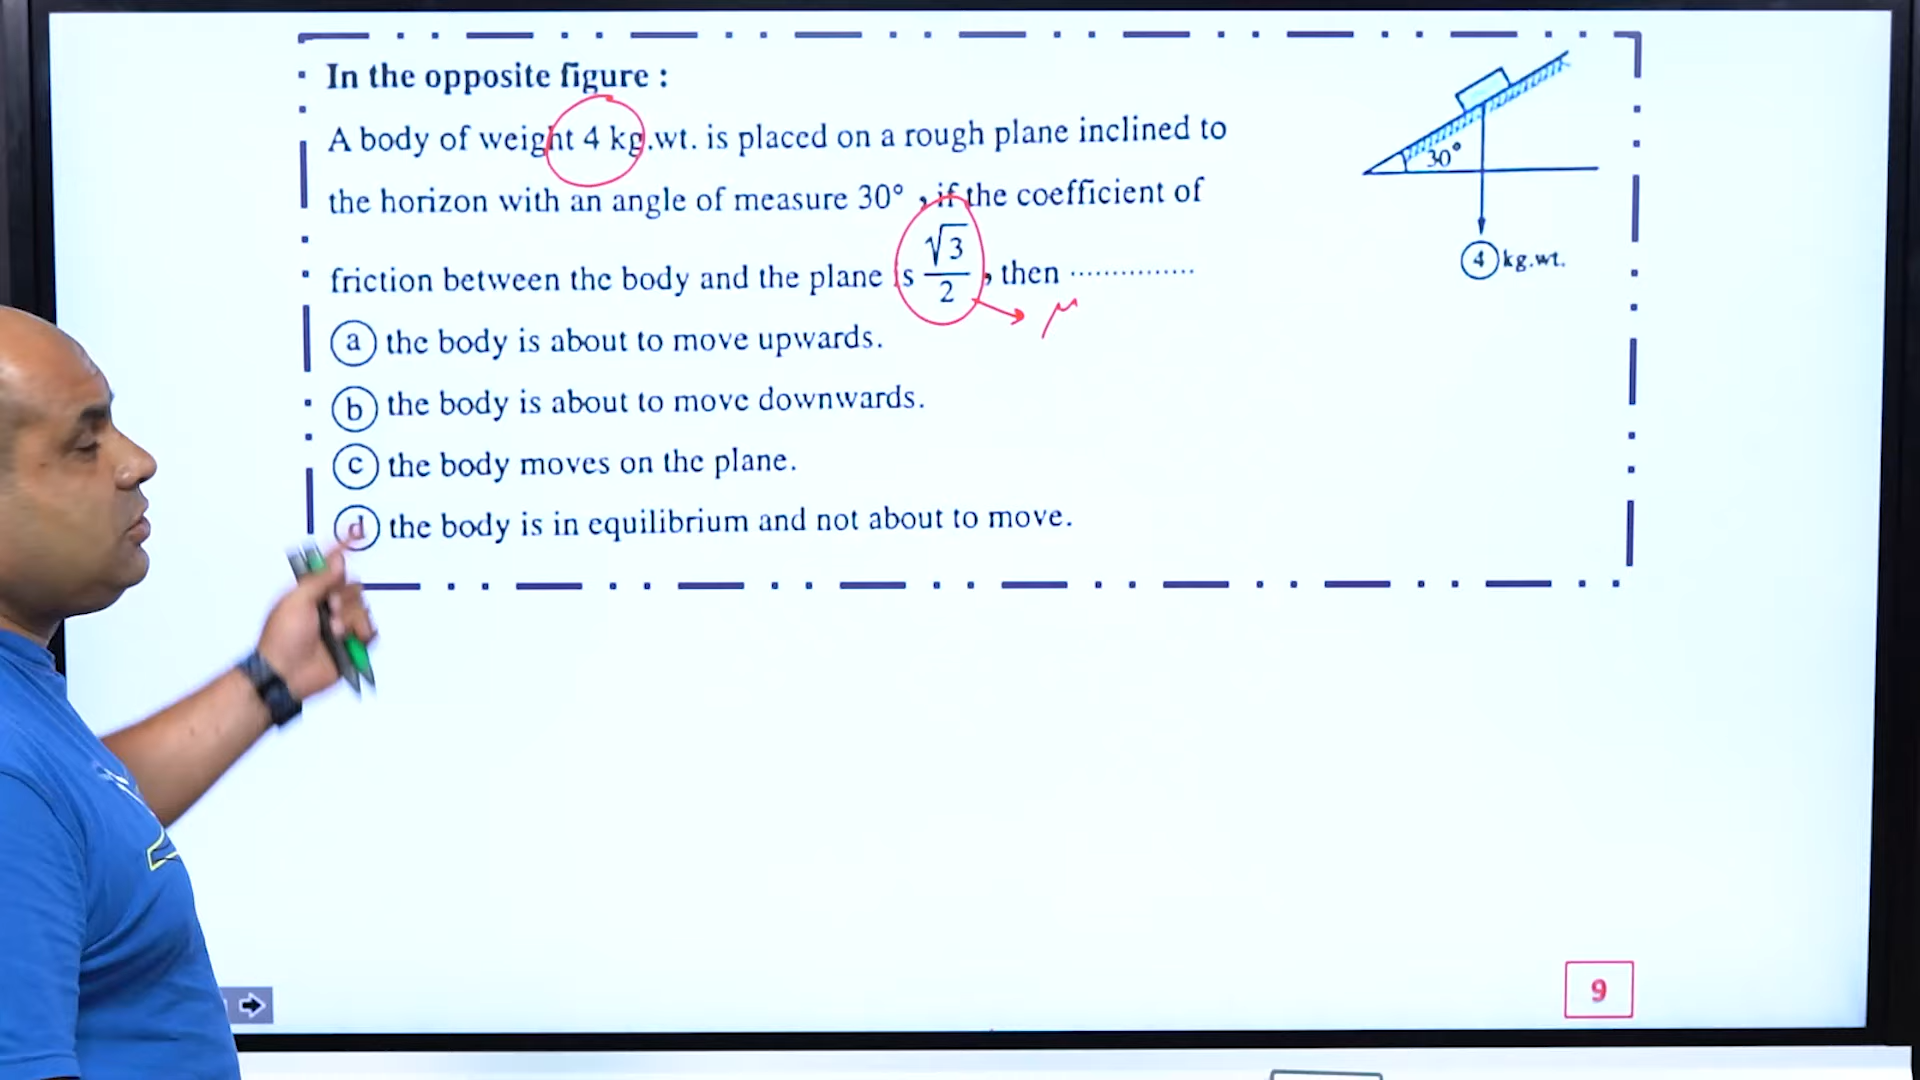 In the opposite figure :
A body of weight 4 kg.wt. is placed on a rough plane inclined to
the horizon with an angle of measure 30° , if the coefficient of
friction between the body and the plane is √3/2 , then ...............
μ
a the body is about to move upwards.
b the body is about to move downwards.
c the body moves on the plane.
d the body is in equilibrium and not about to move.
30°
4 kg.wt.
9